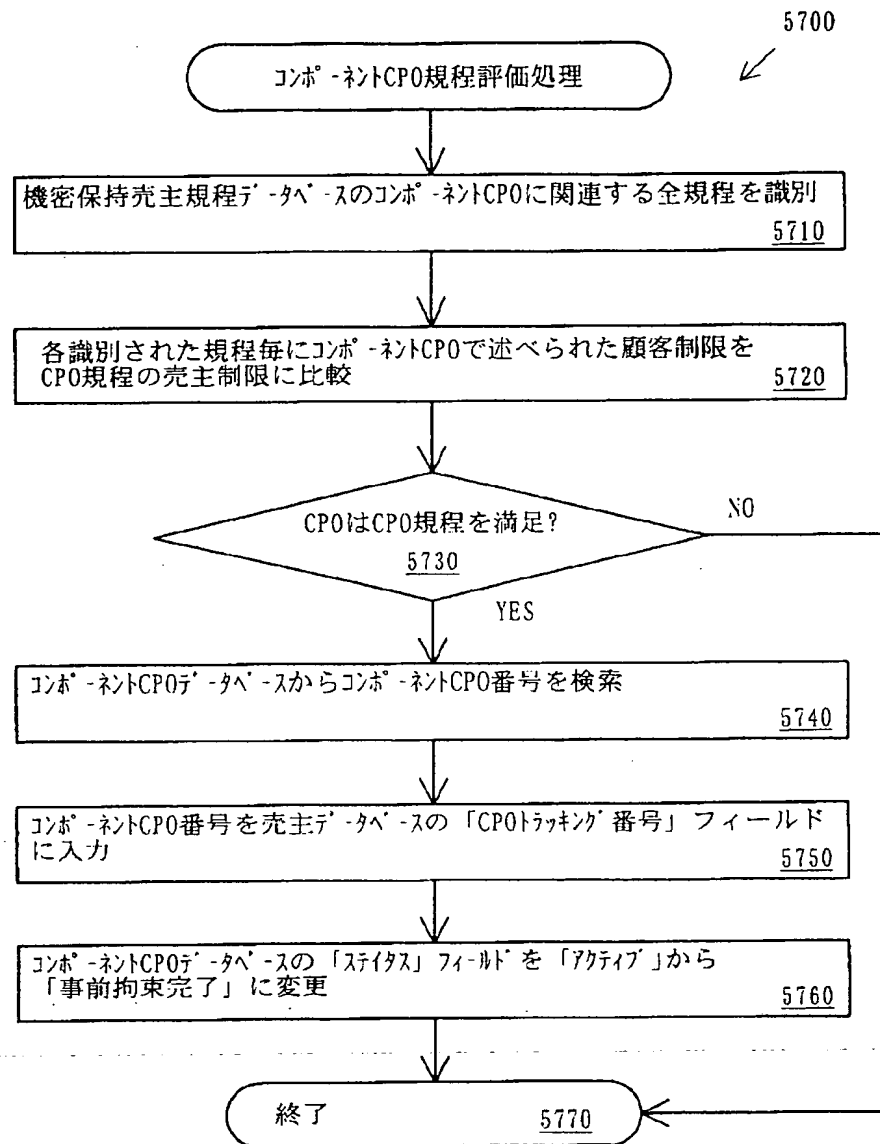 5700
コンポーネントCPO規程評価処理
機密保持売主規程データベースのコンポーネントCPOに関連する全規程を識別
5710
各識別された規程毎にコンポーネントCPOで述べられた顧客制限を
CPO規程の売主制限に比較
5720
CPOはCPO規程を満足?
5730
NO
YES
コンポーネントCPOデータベースからコンポーネントCPO番号を検索
5740
コンポーネントCPO番号を売主データベースの「CPOトラッキング番号」フィールド
に入力
5750
コンポーネントCPOデータベースの「ステイタス」フィールドを「アクティブ」から
「事前拘束完了」に変更
5760
終了
5770